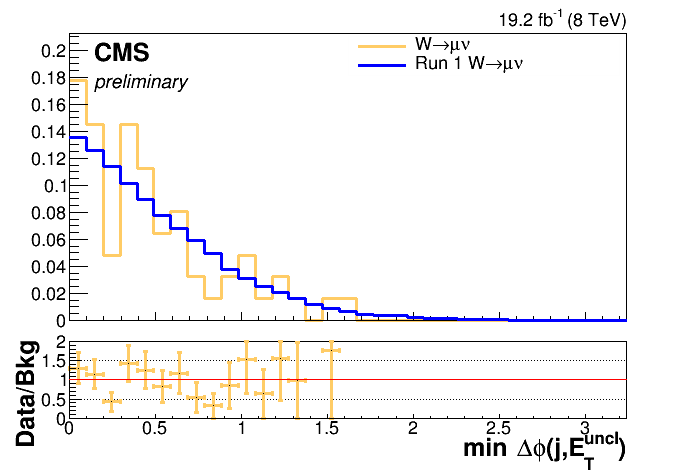 19.2 fb⁻¹ (8 TeV)
CMS
preliminary
W→μν
Run 1 W→μν
0.2
0.18
0.16
0.14
0.12
0.1
0.08
0.06
0.04
0.02
0
Data/Bkg
2
1.5
1
0.5
0
0 0.5 1 1.5 2 2.5 3
min Δϕ(j,E_T^uncl)